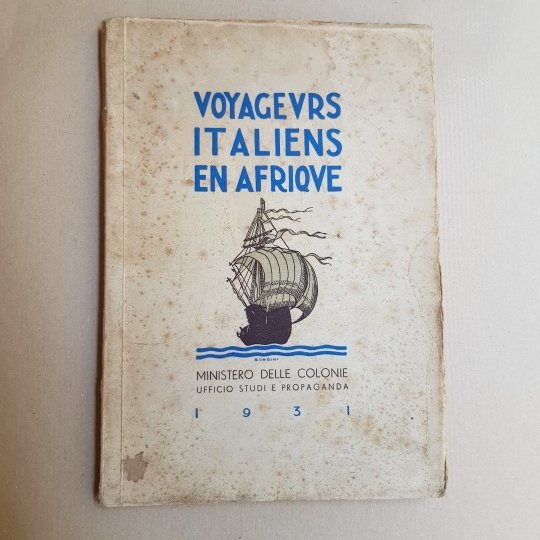 VOYAGEVRS
ITALIENS
EN AFRIQVE
MINISTERO DELLE COLONIE
UFFICIO STUDI E PROPAGANDA
1931